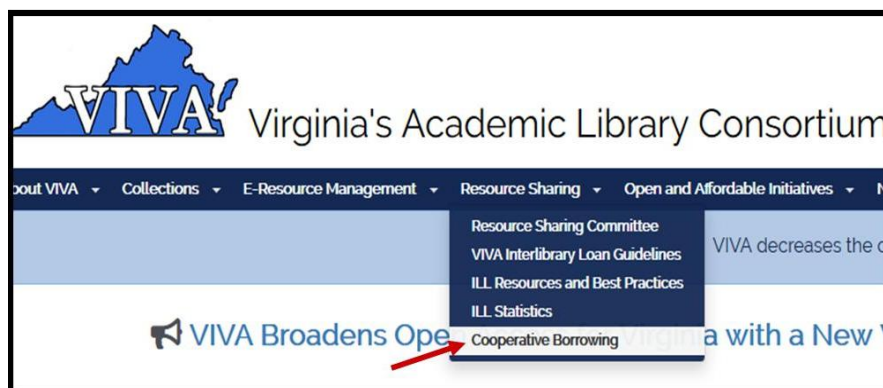 VIVA
Virginia's Academic Library Consortium
bout VIVA Collections E-Resource Management Resource Sharing Open and Affordable Initiatives N
Resource Sharing Committee
VIVA Interlibrary Loan Guidelines
VIVA decreases the c
ILL Resources and Best Practices
ILL Statistics
VIVA Broadens Ope Virginia with a New V
Cooperative Borrowing